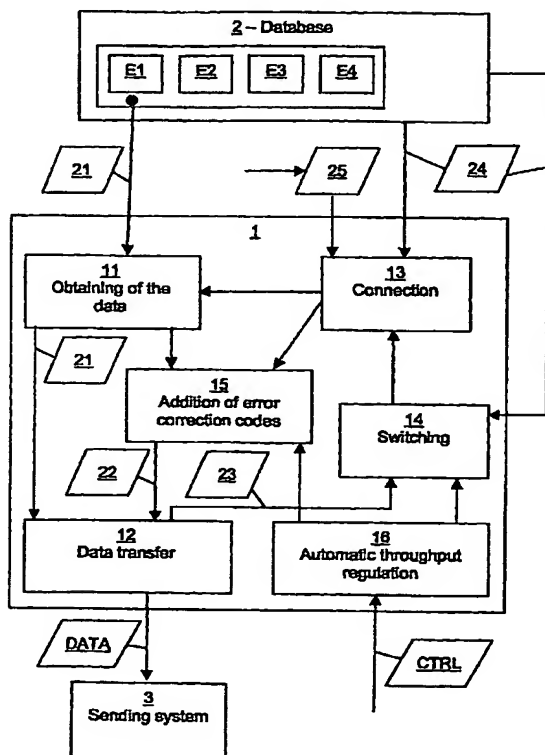 2 – Database
E1 E2 E3 E4
21
25
24
1
11
Obtaining of the
data
13
Connection
21
15
Addition of error
correction codes
14
Switching
22
23
12
Data transfer
16
Automatic throughput
regulation
DATA
CTRL
3
Sending system